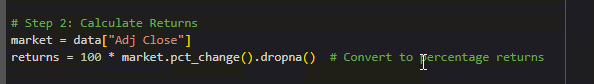 # Step 2: Calculate Returns
market = data["Adj Close"]
returns = 100 * market.pct_change().dropna()  # Convert to percentage returns